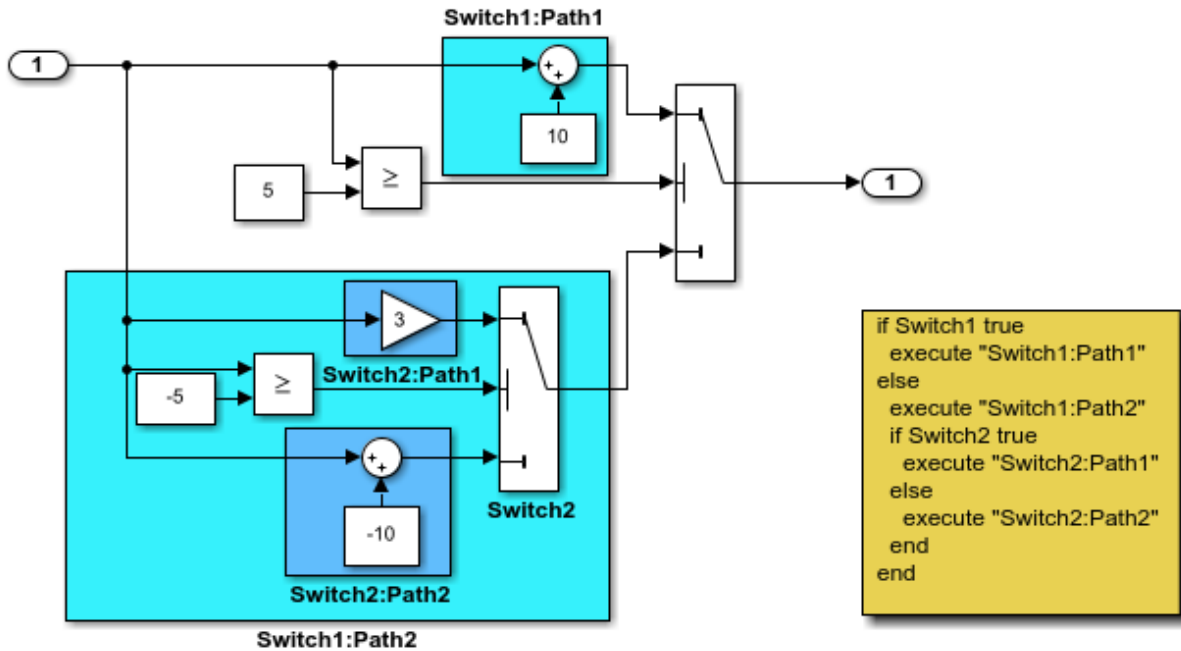 Switch1:Path1
1
10
5
≥
1
3
Switch2:Path1
-5
≥
Switch2
-10
Switch2:Path2
Switch1:Path2
if Switch1 true
execute "Switch1:Path1"
else
execute "Switch1:Path2"
if Switch2 true
execute "Switch2:Path1"
else
execute "Switch2:Path2"
end
end